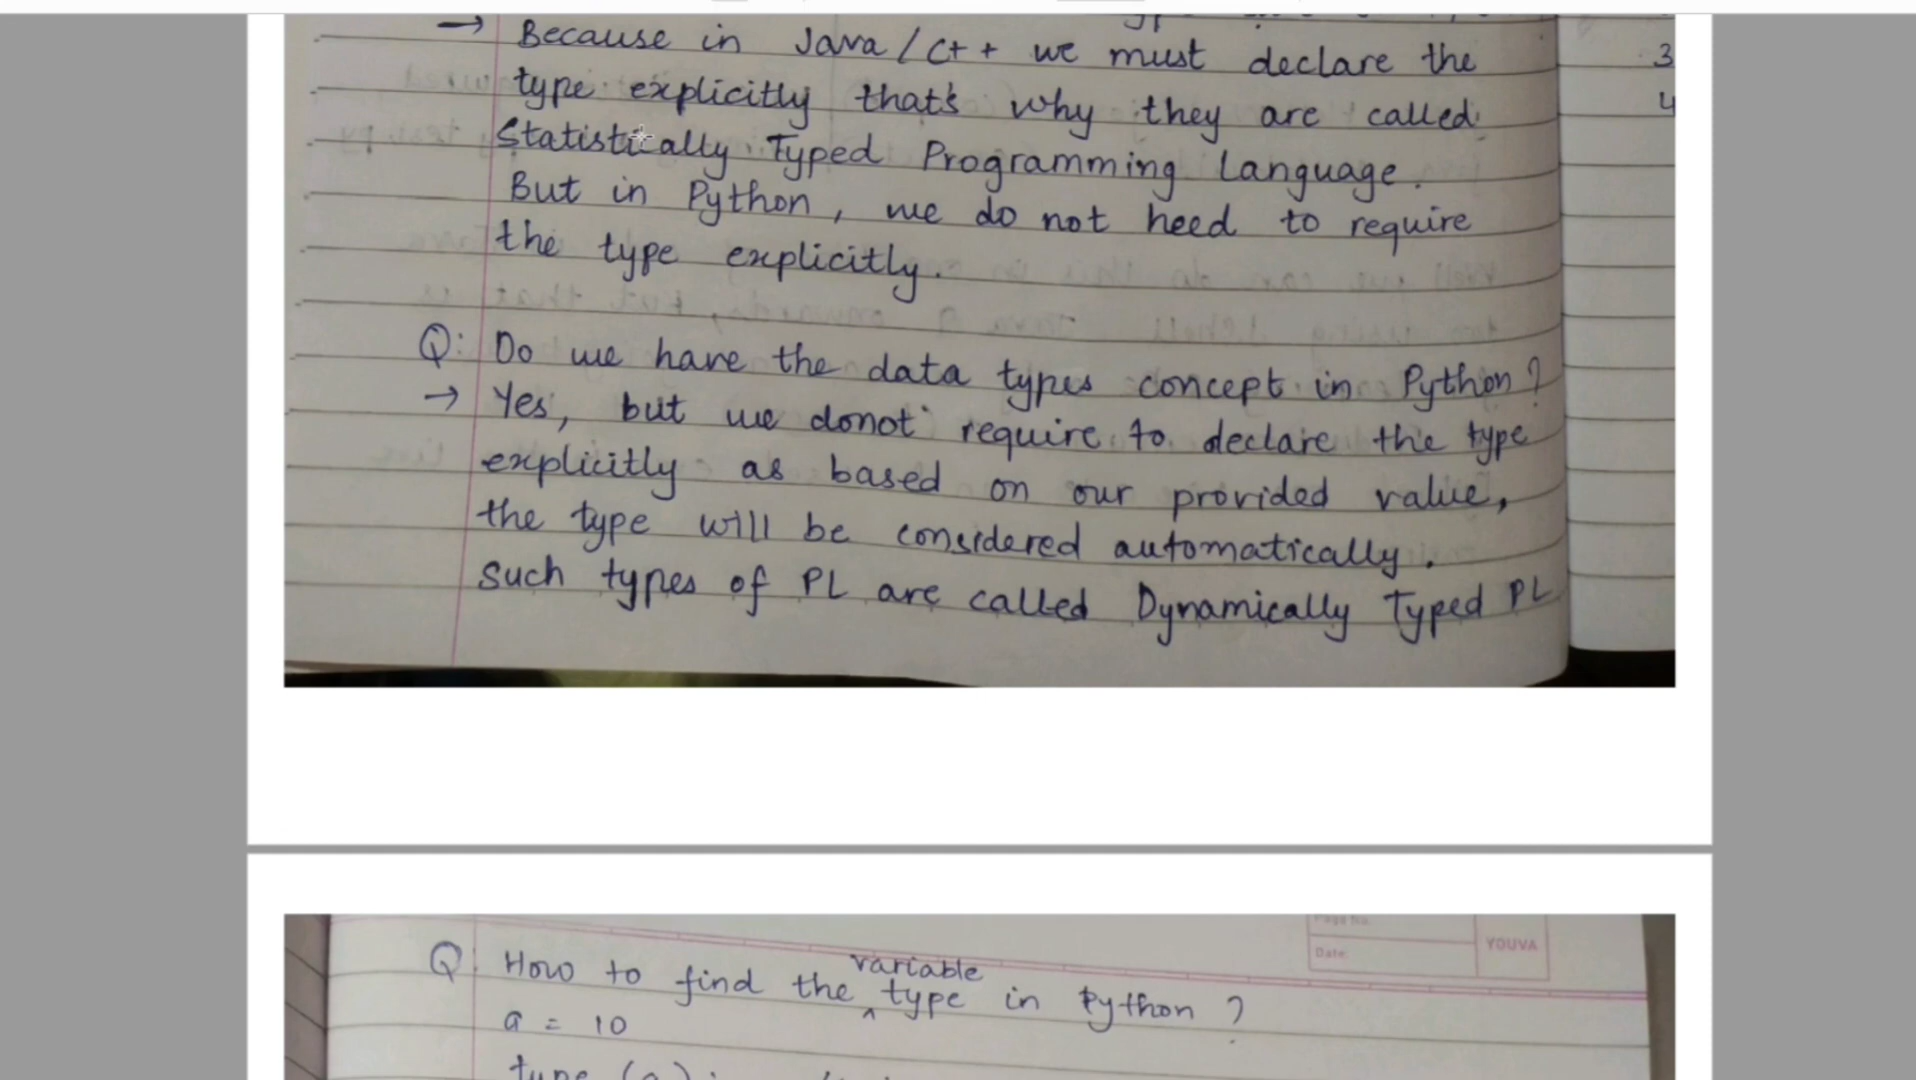 → Because in Java / C++ we must declare the
type explicitly that's why they are called
Statistically Typed Programming Language.
But in Python, we do not need to require
the type explicitly.
Q: Do we have the data types concept in Python?
→ Yes, but we donot require to declare the type
explicitly as based on our provided value,
the type will be considered automatically.
Such types of PL are called Dynamically Typed PL
3
4
Page No.
Date:
YOUVA
Q: How to find the variable type in Python ?
a = 10
type (a);